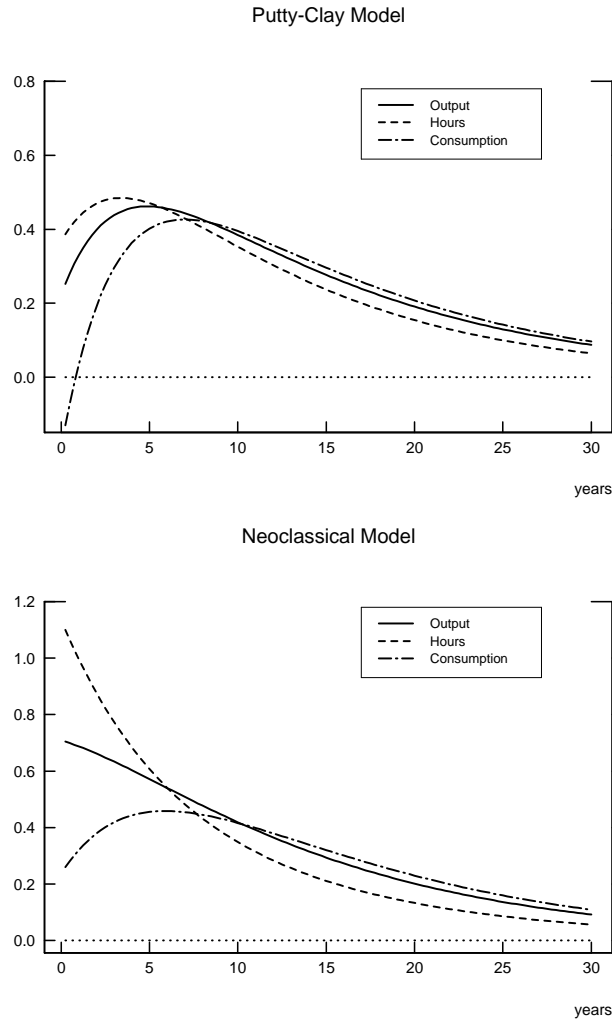 Putty-Clay Model
0.8
0.6
0.4
0.2
0.0
Output
Hours
Consumption
0 5 10 15 20 25 30
years
Neoclassical Model
1.2
1.0
0.8
0.6
0.4
0.2
0.0
Output
Hours
Consumption
0 5 10 15 20 25 30
years